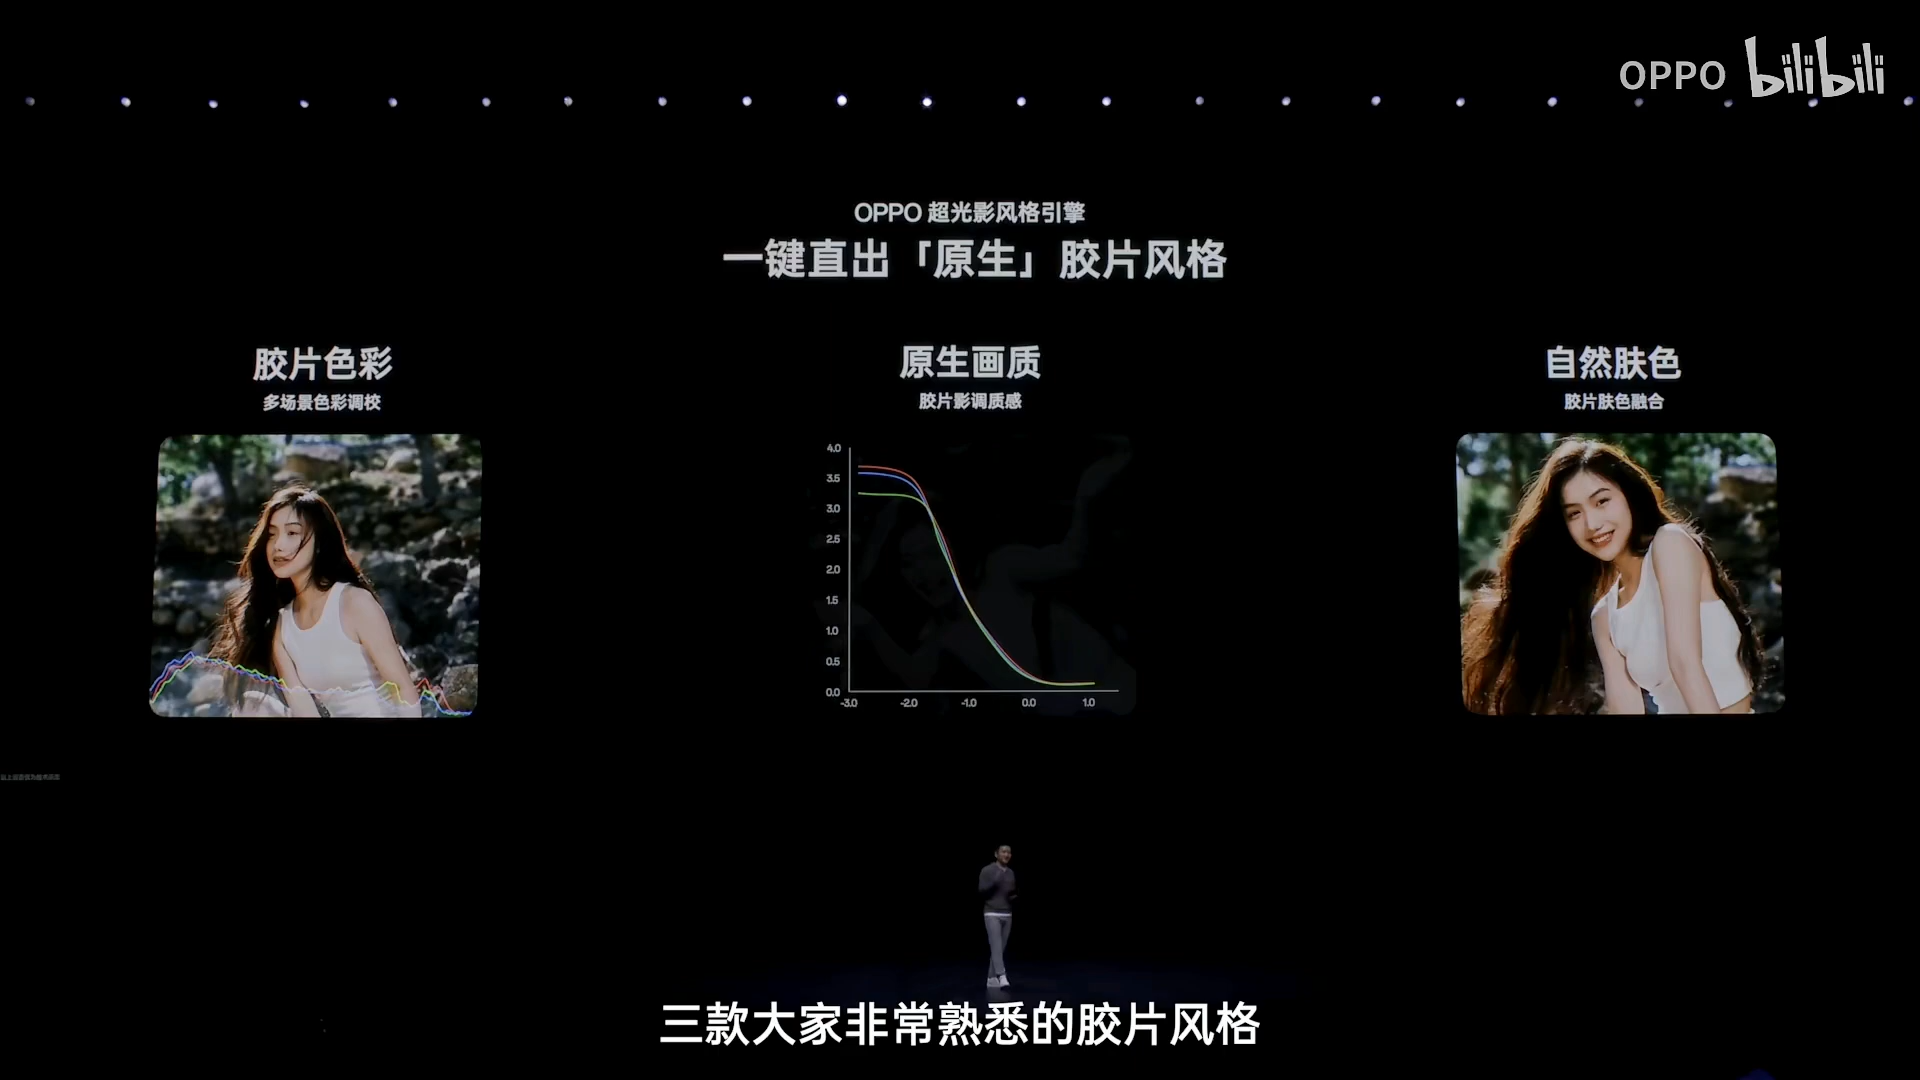 OPPO bilibili
OPPO 超光影风格引擎
一键直出「原生」胶片风格
胶片色彩
多场景色彩调校
原生画质
胶片影调质感
自然肤色
胶片肤色融合
4.0
3.5
3.0
2.5
2.0
1.5
1.0
0.5
0.0
-3.0 -2.0 -1.0 0.0 1.0
三款大家非常熟悉的胶片风格